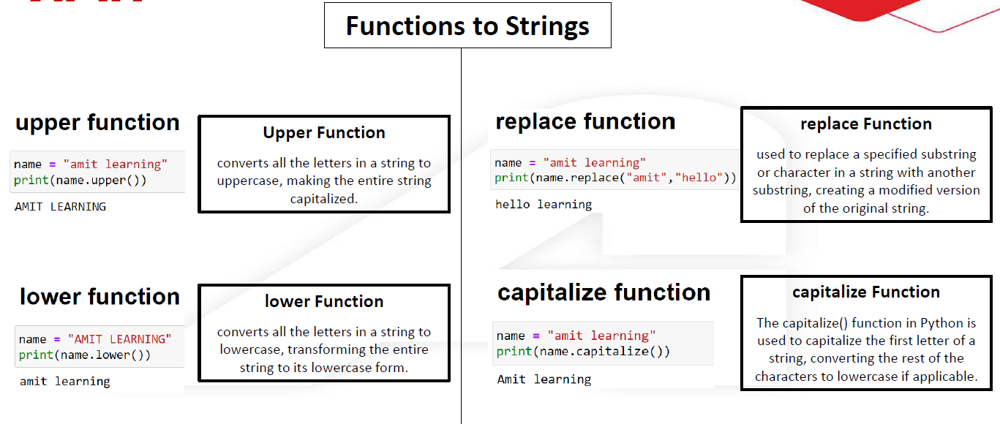 Functions to Strings
upper function
name = "amit learning"
print(name.upper())
AMIT LEARNING
Upper Function
converts all the letters in a string to
uppercase, making the entire string
capitalized.
lower function
name = "AMIT LEARNING"
print(name.lower())
amit learning
lower Function
converts all the letters in a string to
lowercase, transforming the entire
string to its lowercase form.
replace function
name = "amit learning"
print(name.replace("amit","hello"))
hello learning
replace Function
used to replace a specified substring
or character in a string with another
substring, creating a modified version
of the original string.
capitalize function
name = "amit learning"
print(name.capitalize())
Amit learning
capitalize Function
The capitalize() function in Python is
used to capitalize the first letter of a
string, converting the rest of the
characters to lowercase if applicable.